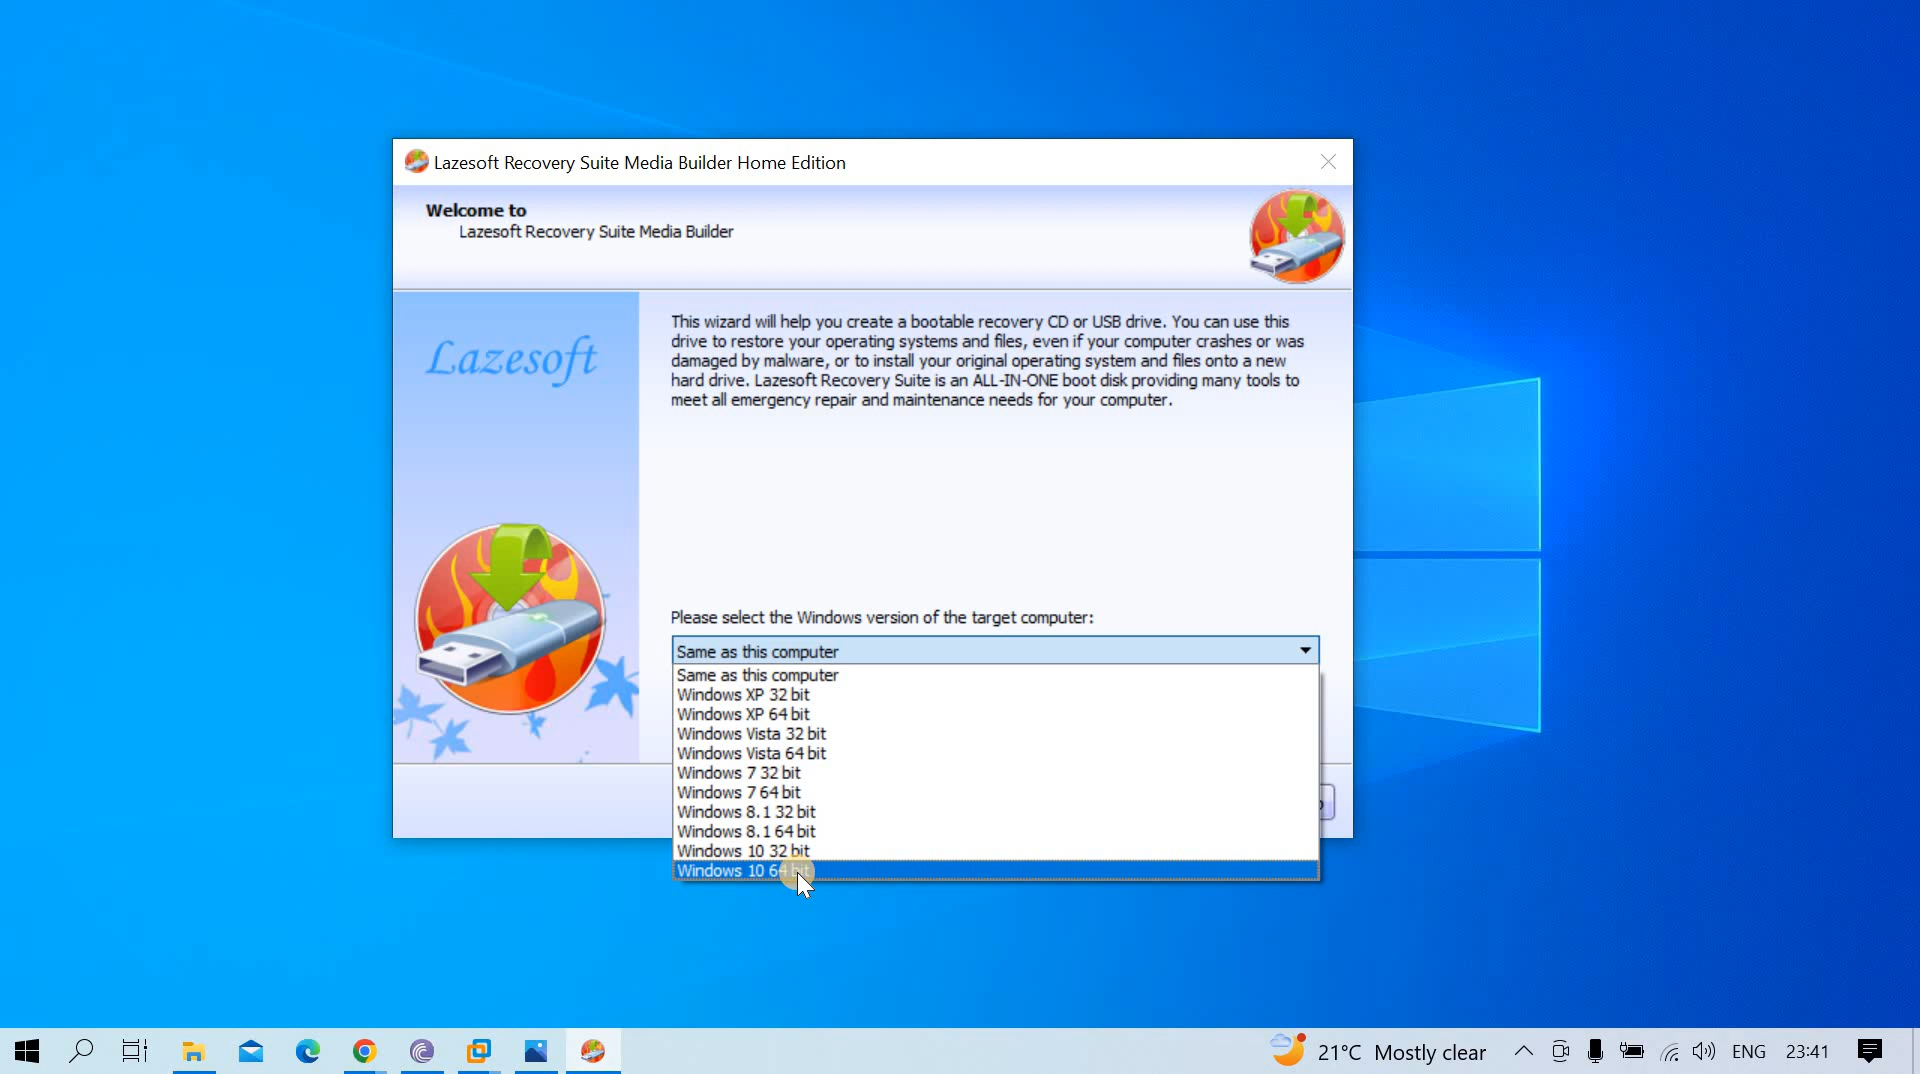 Lazesoft Recovery Suite Media Builder Home Edition
Welcome to
Lazesoft Recovery Suite Media Builder
Lazesoft
This wizard will help you create a bootable recovery CD or USB drive. You can use this
drive to restore your operating systems and files, even if your computer crashes or was
damaged by malware, or to install your original operating system and files onto a new
hard drive. Lazesoft Recovery Suite is an ALL-IN-ONE boot disk providing many tools to
meet all emergency repair and maintenance needs for your computer.
Please select the Windows version of the target computer:
Same as this computer
Same as this computer
Windows XP 32 bit
Windows XP 64 bit
Windows Vista 32 bit
Windows Vista 64 bit
Windows 7 32 bit
Windows 7 64 bit
Windows 8.1 32 bit
Windows 8.1 64 bit
Windows 10 32 bit
Windows 10 64 bit
21°C Mostly clear
ENG
23:41